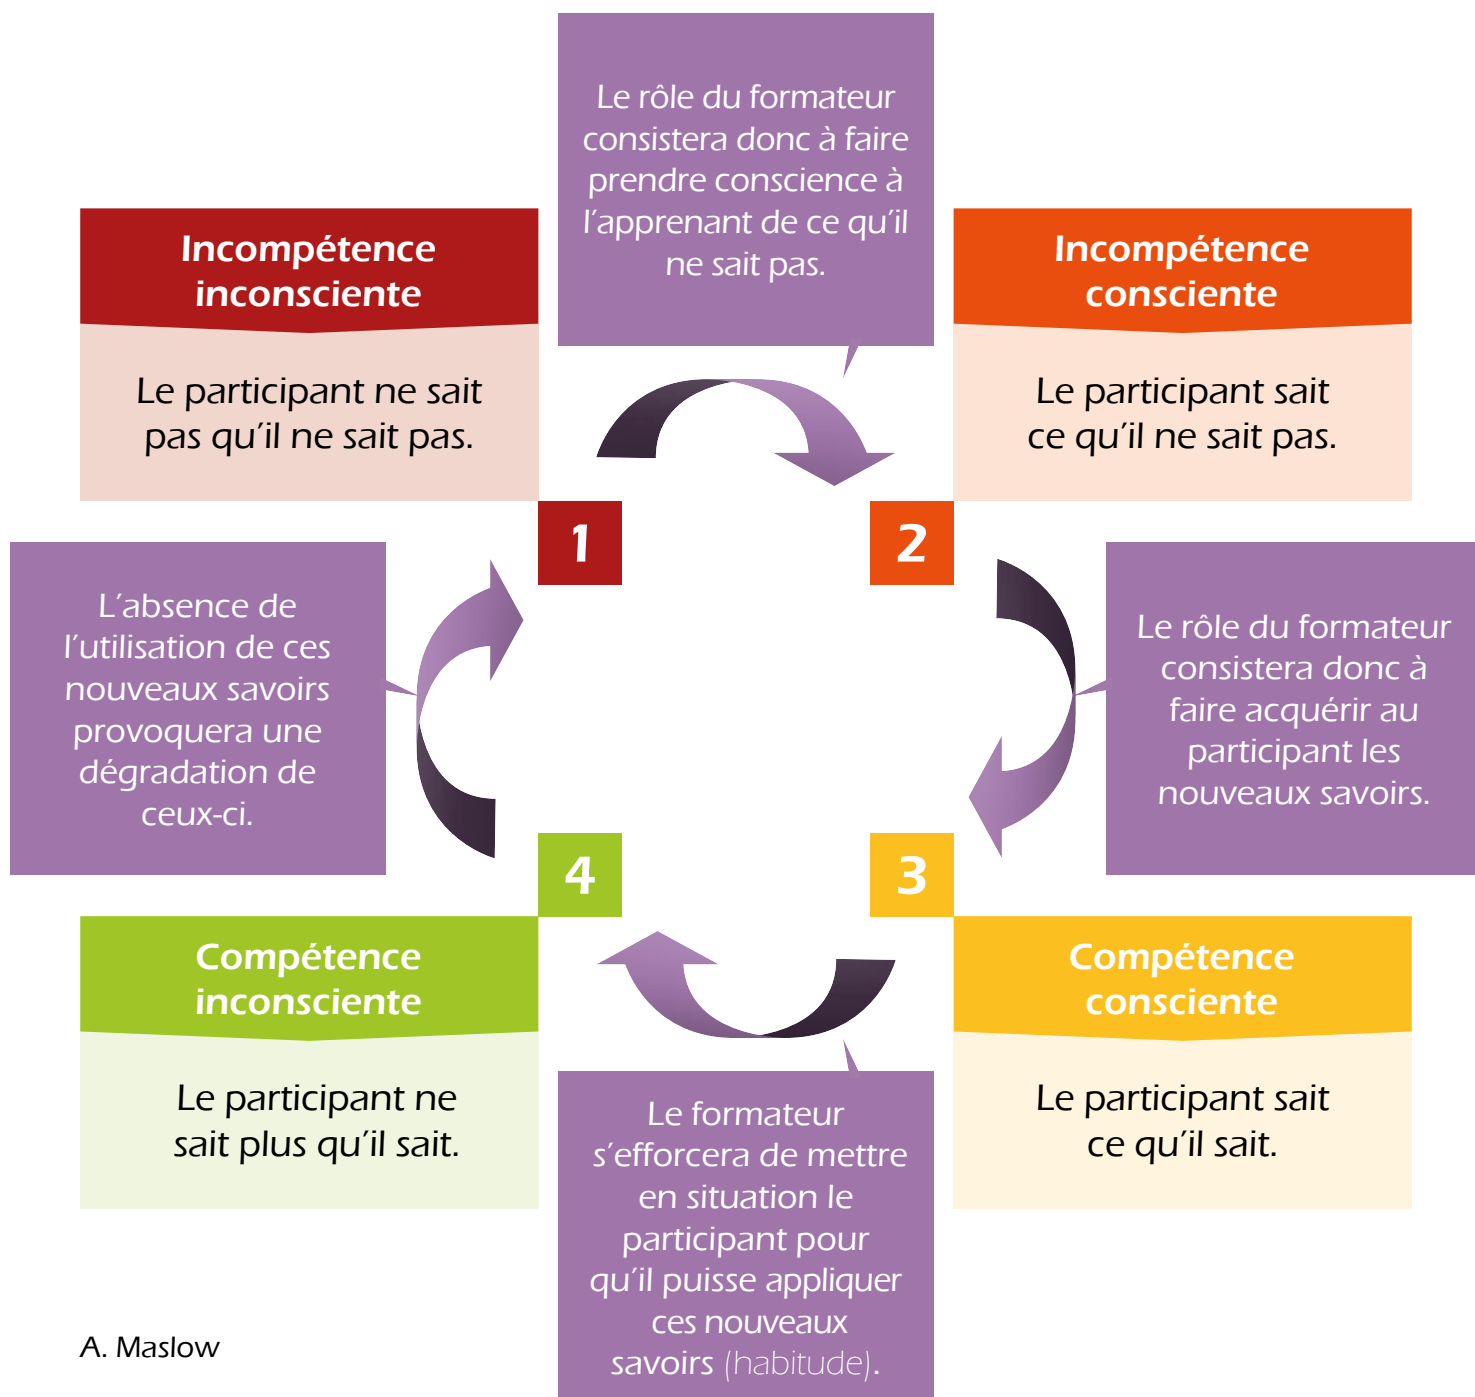 Le rôle du formateur
consistera donc à faire
prendre conscience à
l’apprenant de ce qu’il
ne sait pas.
Incompétence
inconsciente
Le participant ne sait
pas qu’il ne sait pas.
1
Incompétence
consciente
Le participant sait
ce qu’il ne sait pas.
2
Le rôle du formateur
consistera donc à
faire acquérir au
participant les
nouveaux savoirs.
3
Compétence
consciente
Le participant sait
ce qu’il sait.
Le formateur
s’efforcera de mettre
en situation le
participant pour
qu’il puisse appliquer
ces nouveaux
savoirs (habitude).
4
Compétence
inconsciente
Le participant ne
sait plus qu’il sait.
L’absence de
l’utilisation de ces
nouveaux savoirs
provoquera une
dégradation de
ceux-ci.
A. Maslow